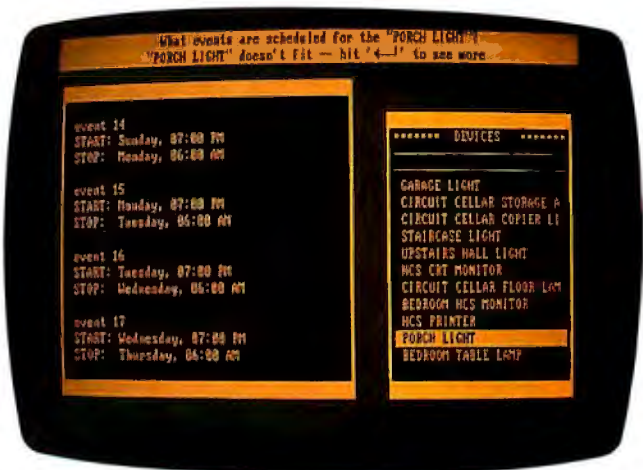 What events are scheduled for the "PORCH LIGHT"?
"PORCH LIGHT" doesn't fit — hit '←┘' to see more
event 14
START: Sunday, 07:00 PM
STOP: Monday, 06:00 AM
event 15
START: Monday, 07:00 PM
STOP: Tuesday, 06:00 AM
event 16
START: Tuesday, 07:00 PM
STOP: Wednesday, 06:00 AM
event 17
START: Wednesday, 07:00 PM
STOP: Thursday, 06:00 AM
******* DEVICES *******
GARAGE LIGHT
CIRCUIT CELLAR STORAGE A
CIRCUIT CELLAR COPIER LI
STAIRCASE LIGHT
UPSTAIRS HALL LIGHT
HCS CRT MONITOR
CIRCUIT CELLAR FLOOR LAM
BEDROOM HCS MONITOR
HCS PRINTER
PORCH LIGHT
BEDROOM TABLE LAMP